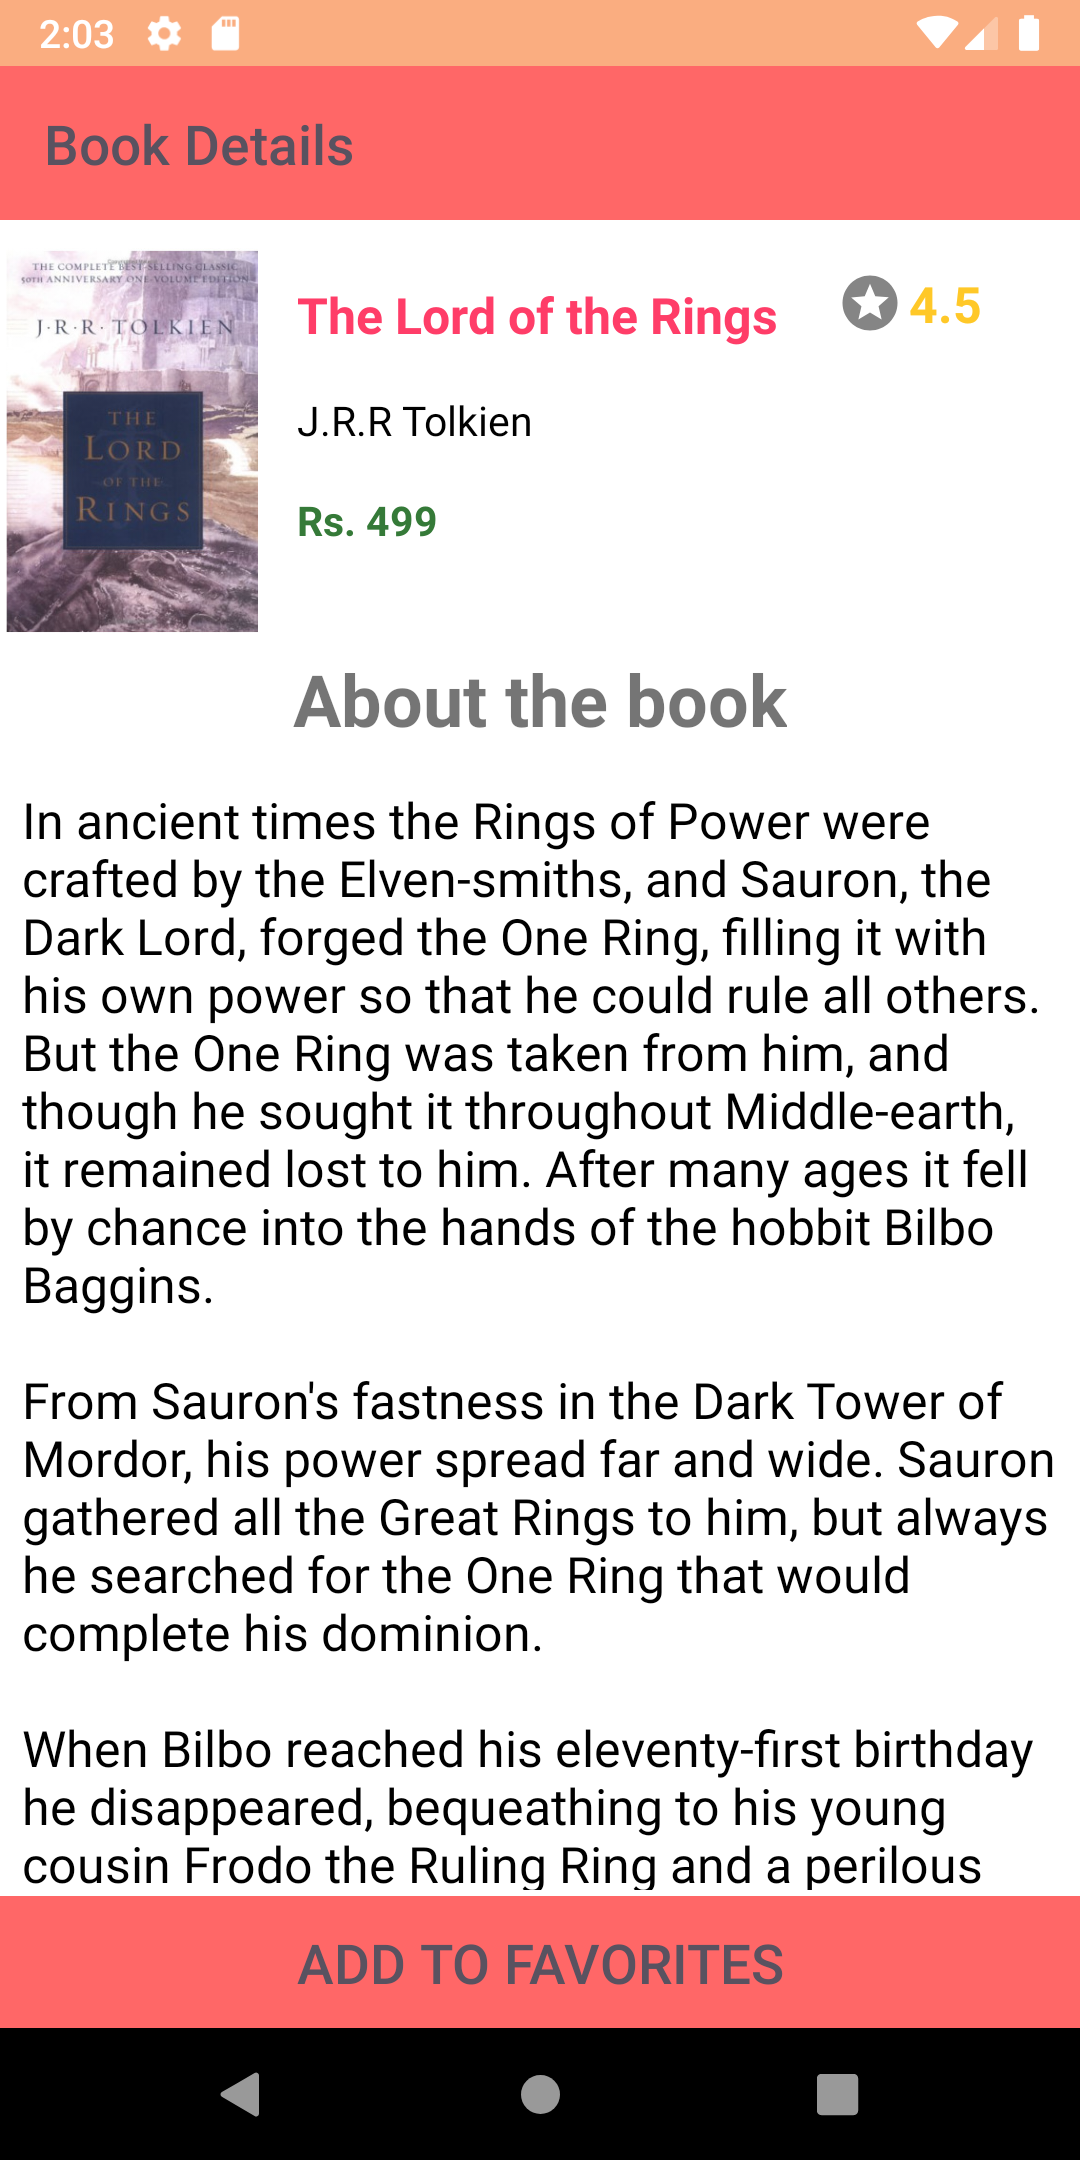 2:03
Book Details
THE COMPLETE BEST-SELLING CLASSIC
50TH ANNIVERSARY ONE-VOLUME EDITION
J·R·R·TOLKIEN
THE
LORD
OF THE
RINGS
The Lord of the Rings
4.5
J.R.R Tolkien
Rs. 499
About the book
In ancient times the Rings of Power were
crafted by the Elven-smiths, and Sauron, the
Dark Lord, forged the One Ring, filling it with
his own power so that he could rule all others.
But the One Ring was taken from him, and
though he sought it throughout Middle-earth,
it remained lost to him. After many ages it fell
by chance into the hands of the hobbit Bilbo
Baggins.
From Sauron's fastness in the Dark Tower of
Mordor, his power spread far and wide. Sauron
gathered all the Great Rings to him, but always
he searched for the One Ring that would
complete his dominion.
When Bilbo reached his eleventy-first birthday
he disappeared, bequeathing to his young
cousin Frodo the Ruling Ring and a perilous
ADD TO FAVORITES